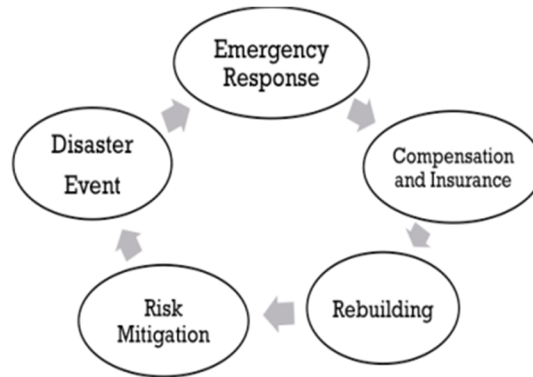 Emergency
Response
Disaster
Event
Compensation
and Insurance
Risk
Mitigation
Rebuilding